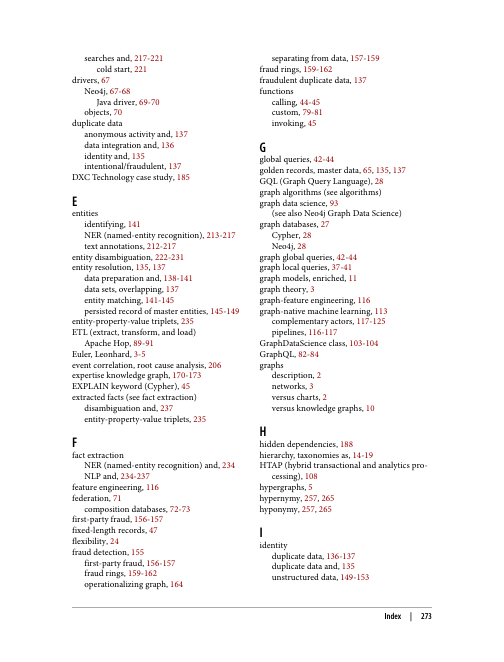 searches and, 217-221
cold start, 221
drivers, 67
Neo4j, 67-68
Java driver, 69-70
objects, 70
duplicate data
anonymous activity and, 137
data integration and, 136
identity and, 135
intentional/fraudulent, 137
DXC Technology case study, 185
E
entities
identifying, 141
NER (named-entity recognition), 213-217
text annotations, 212-217
entity disambiguation, 222-231
entity resolution, 135, 137
data preparation and, 138-141
data sets, overlapping, 137
entity matching, 141-145
persisted record of master entities, 145-149
entity-property-value triplets, 235
ETL (extract, transform, and load)
Apache Hop, 89-91
Euler, Leonhard, 3-5
event correlation, root cause analysis, 206
expertise knowledge graph, 170-173
EXPLAIN keyword (Cypher), 45
extracted facts (see fact extraction)
disambiguation and, 237
entity-property-value triplets, 235
F
fact extraction
NER (named-entity recognition) and, 234
NLP and, 234-237
feature engineering, 116
federation, 71
composition databases, 72-73
first-party fraud, 156-157
fixed-length records, 47
flexibility, 24
fraud detection, 155
first-party fraud, 156-157
fraud rings, 159-162
operationalizing graph, 164
separating from data, 157-159
fraud rings, 159-162
fraudulent duplicate data, 137
functions
calling, 44-45
custom, 79-81
invoking, 45
G
global queries, 42-44
golden records, master data, 65, 135, 137
GQL (Graph Query Language), 28
graph algorithms (see algorithms)
graph data science, 93
(see also Neo4j Graph Data Science)
graph databases, 27
Cypher, 28
Neo4j, 28
graph global queries, 42-44
graph local queries, 37-41
graph models, enriched, 11
graph theory, 3
graph-feature engineering, 116
graph-native machine learning, 113
complementary actors, 117-125
pipelines, 116-117
GraphDataScience class, 103-104
GraphQL, 82-84
graphs
description, 2
networks, 3
versus charts, 2
versus knowledge graphs, 10
H
hidden dependencies, 188
hierarchy, taxonomies as, 14-19
HTAP (hybrid transactional and analytics pro-
cessing), 108
hypergraphs, 5
hypernymy, 257, 265
hyponymy, 257, 265
I
identity
duplicate data, 136-137
duplicate data and, 135
unstructured data, 149-153
Index | 273